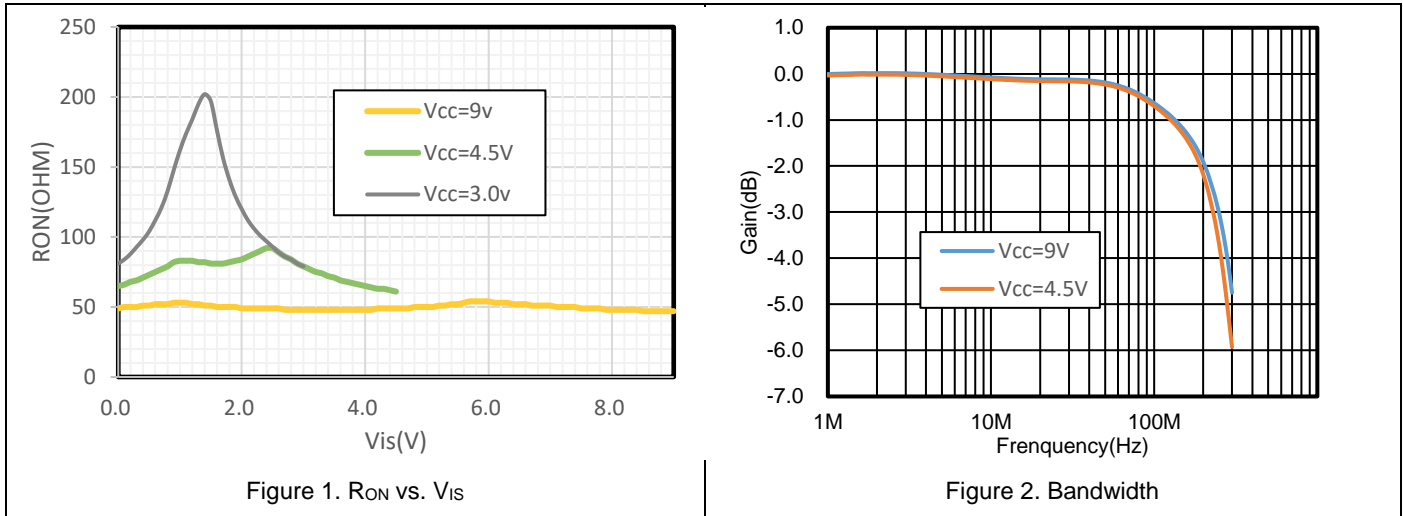 250
200
150
100
50
0
RON(OHM)
Vcc=9v
Vcc=4.5V
Vcc=3.0v
0.0 2.0 4.0 6.0 8.0
Vis(V)
Figure 1. RON vs. VIS
1.0
0.0
-1.0
-2.0
-3.0
-4.0
-5.0
-6.0
-7.0
Gain(dB)
Vcc=9V
Vcc=4.5V
1M 10M 100M
Frenquency(Hz)
Figure 2. Bandwidth